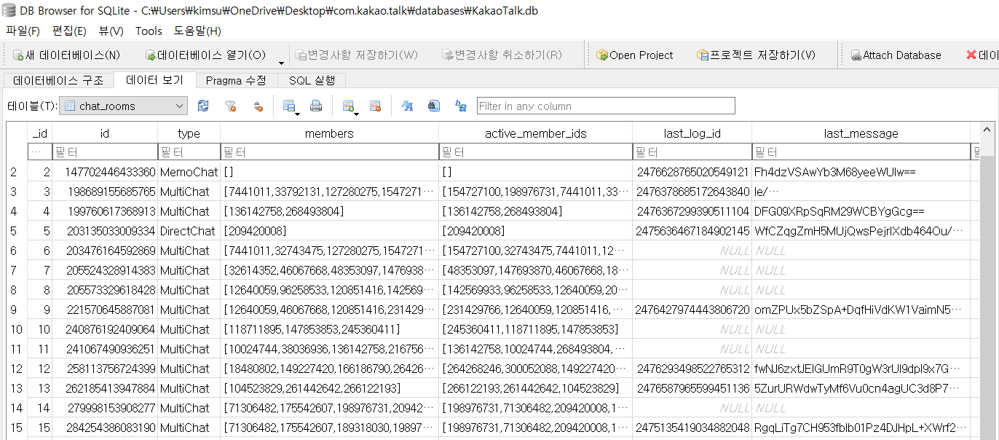 DB Browser for SQLite - C:₩Users₩kimsu₩OneDrive₩Desktop₩com.kakao.talk₩databases₩KakaoTalk.db
파일(F) 편집(E) 뷰(V) Tools 도움말(H)
새 데이터베이스(N) 데이터베이스 열기(O) 변경사항 저장하기(W) 변경사항 취소하기(R) Open Project 프로젝트 저장하기(V) Attach Database 데이
데이터베이스 구조 데이터 보기 Pragma 수정 SQL 실행
테이블(T): chat_rooms Filter in any column
_id id type members active_member_ids last_log_id last_message
… 필터 필터 필터 필터 필터 필터 필
2 2 147702446433360 MemoChat [] [] 2476628765020549121 Fh4dzVSAwYb3M68yeeWUIw==
3 3 198689155685765 MultiChat [7441011,33792131,127280275,1547271… [154727100,198976731,7441011,33… 2476378685172643840 Ie/…
4 4 199760617368913 MultiChat [136142758,268493804] [136142758,268493804] 2476367299390511104 DFG09XRpSqRM29WCBYgGcg==
5 5 203135033009334 DirectChat [209420008] [209420008] 2475636467184902145 WfCZqgZmH5MUjQwsPejrIXdb464Ou/…
6 6 203476164592869 MultiChat [7441011,32743475,127280275,1547271… [154727100,32743475,7441011,12… NULL NULL
7 7 205524328914383 MultiChat [32614352,46067668,48353097,1476938… [48353097,147693870,46067668,18… NULL NULL
8 8 205573329618428 MultiChat [12640059,96258533,120851416,142569… [142569933,96258533,12640059,20… NULL NULL
9 9 221570645887081 MultiChat [12640059,46067668,120851416,231429… [231429766,12640059,120851416,… 2476427974443806720 omZPUx5bZSpA+DqfHiVdKW1VaimN5…
10 10 240876192409064 MultiChat [118711895,147853853,245360411] [245360411,118711895,147853853] NULL NULL
11 11 241067490936251 MultiChat [10024744,38036936,136142758,216756… [136142758,10024744,268493804,… NULL NULL
12 12 258113756724399 MultiChat [18480802,149227420,166186790,26426… [264268246,300052088,149227420… 2476293498522765312 fwNJ6zxtJEIGUmR9T0gW3rUI9dpI9x7G…
13 13 262185413947884 MultiChat [104523829,261442642,266122193] [266122193,261442642,104523829] 2476587965599451136 5ZurURWdwTyMf6Vu0cn4agUC3d8P7…
14 14 279998153908277 MultiChat [71306482,175542607,198976731,20942… [198976731,71306482,209420008,1… NULL NULL
15 15 284254386083190 MultiChat [71306482,175542607,189318030,19897… [198976731,71306482,209420008,1… 2475135419034882048 RgqLiTg7CH953fbIb01Pz4DJHpL+XWrf2…